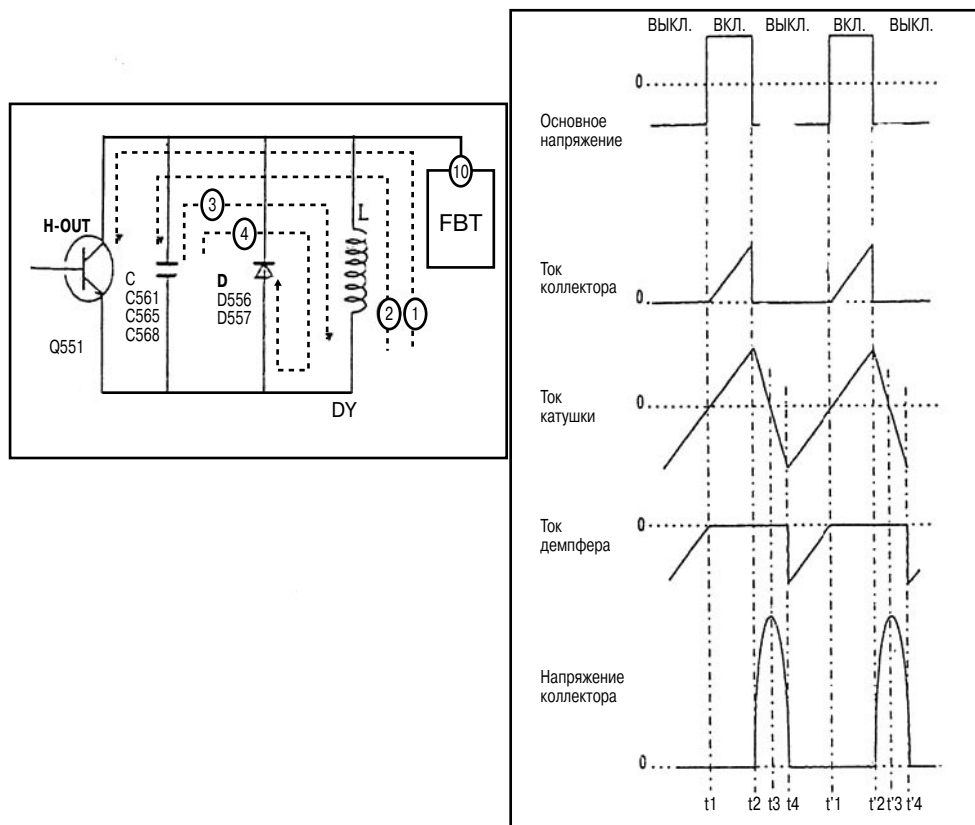 H-OUT
Q551
C
C561
C565
C568
D
D556
D557
L
DY
10
FBT
3
4
2
1
ВЫКЛ. ВКЛ. ВЫКЛ. ВКЛ. ВЫКЛ.
0
Основное
напряжение
Ток
коллектора
0
Ток
катушки
0
Ток
демпфера
0
Напряжение
коллектора
0
t1 t2 t3 t4 t'1 t'2 t'3 t'4